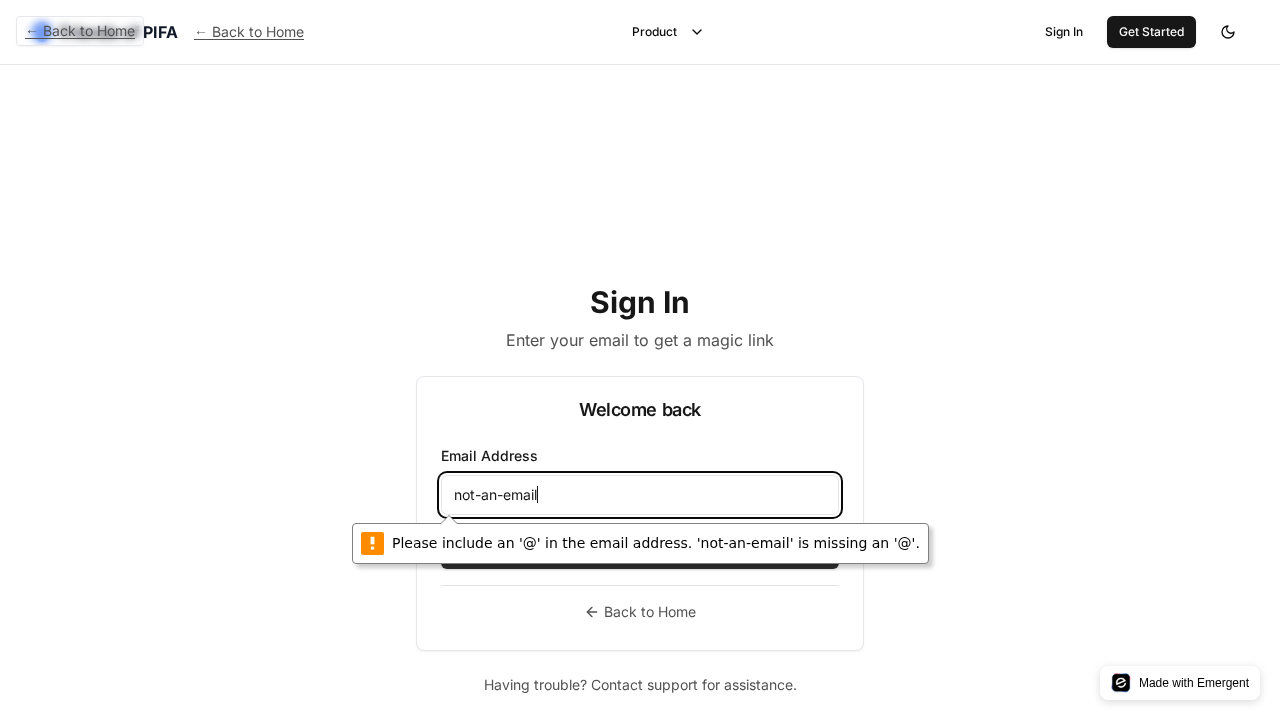 ← Back to Home PIFA ← Back to Home Product Sign In Get Started
Sign In
Enter your email to get a magic link
Welcome back
Email Address
not-an-email
Please include an '@' in the email address. 'not-an-email' is missing an '@'.
Back to Home
Having trouble? Contact support for assistance.
Made with Emergent